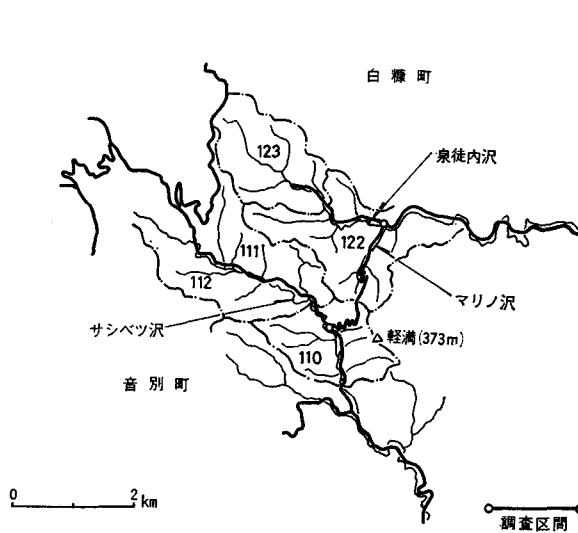 白糠町
123
泉徒内沢
122
111
112
マリノ沢
サシベツ沢
軽満(373m)
110
音別町
0 2 km
調査区間